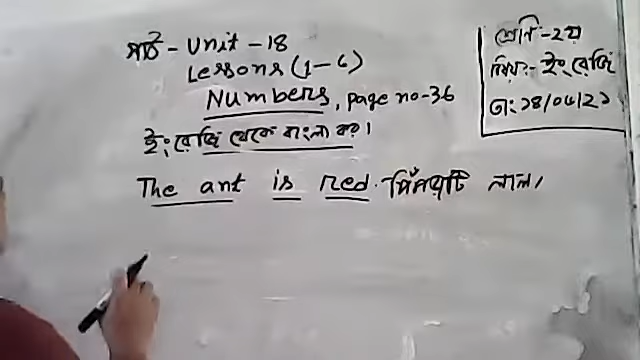 পাঠ - Unit - 18
Lessons (1-6)
Numbers, page no-36
ইংরেজি থেকে বাংলা কর।
The ant is red. পিঁপড়াটি লাল।
শ্রেণি - ২য়
বিষয়:- ইংরেজি
তাং ১৪/০৬/২১